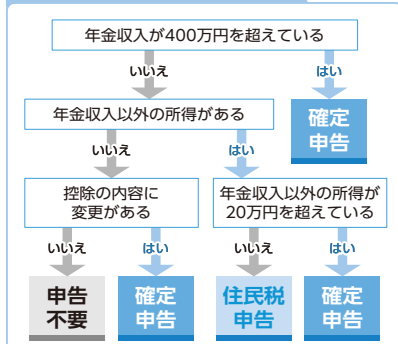 年金収入が400万円を超えている
いいえ
はい
年金収入以外の所得がある
確定
申告
いいえ
はい
控除の内容に
変更がある
年金収入以外の所得が
20万円を超えている
いいえ
はい
いいえ
はい
申告
不要
確定
申告
住民税
申告
確定
申告